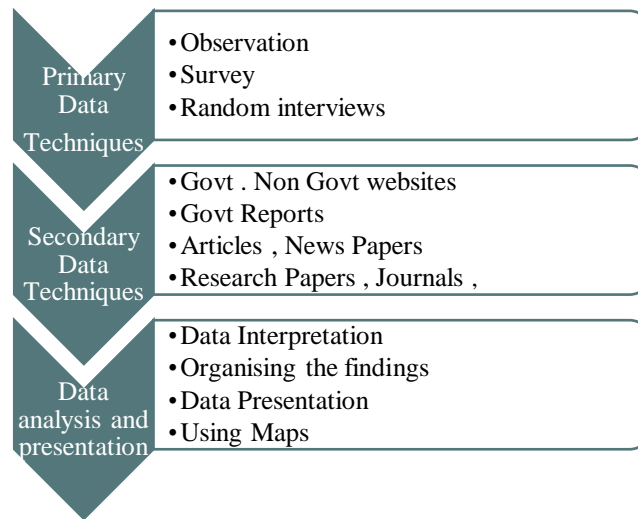 Primary
Data
Techniques
•Observation
•Survey
•Random interviews
Secondary
Data
Techniques
•Govt . Non Govt websites
•Govt Reports
•Articles , News Papers
•Research Papers , Journals ,
Data
analysis and
presentation
•Data Interpretation
•Organising the findings
•Data Presentation
•Using Maps